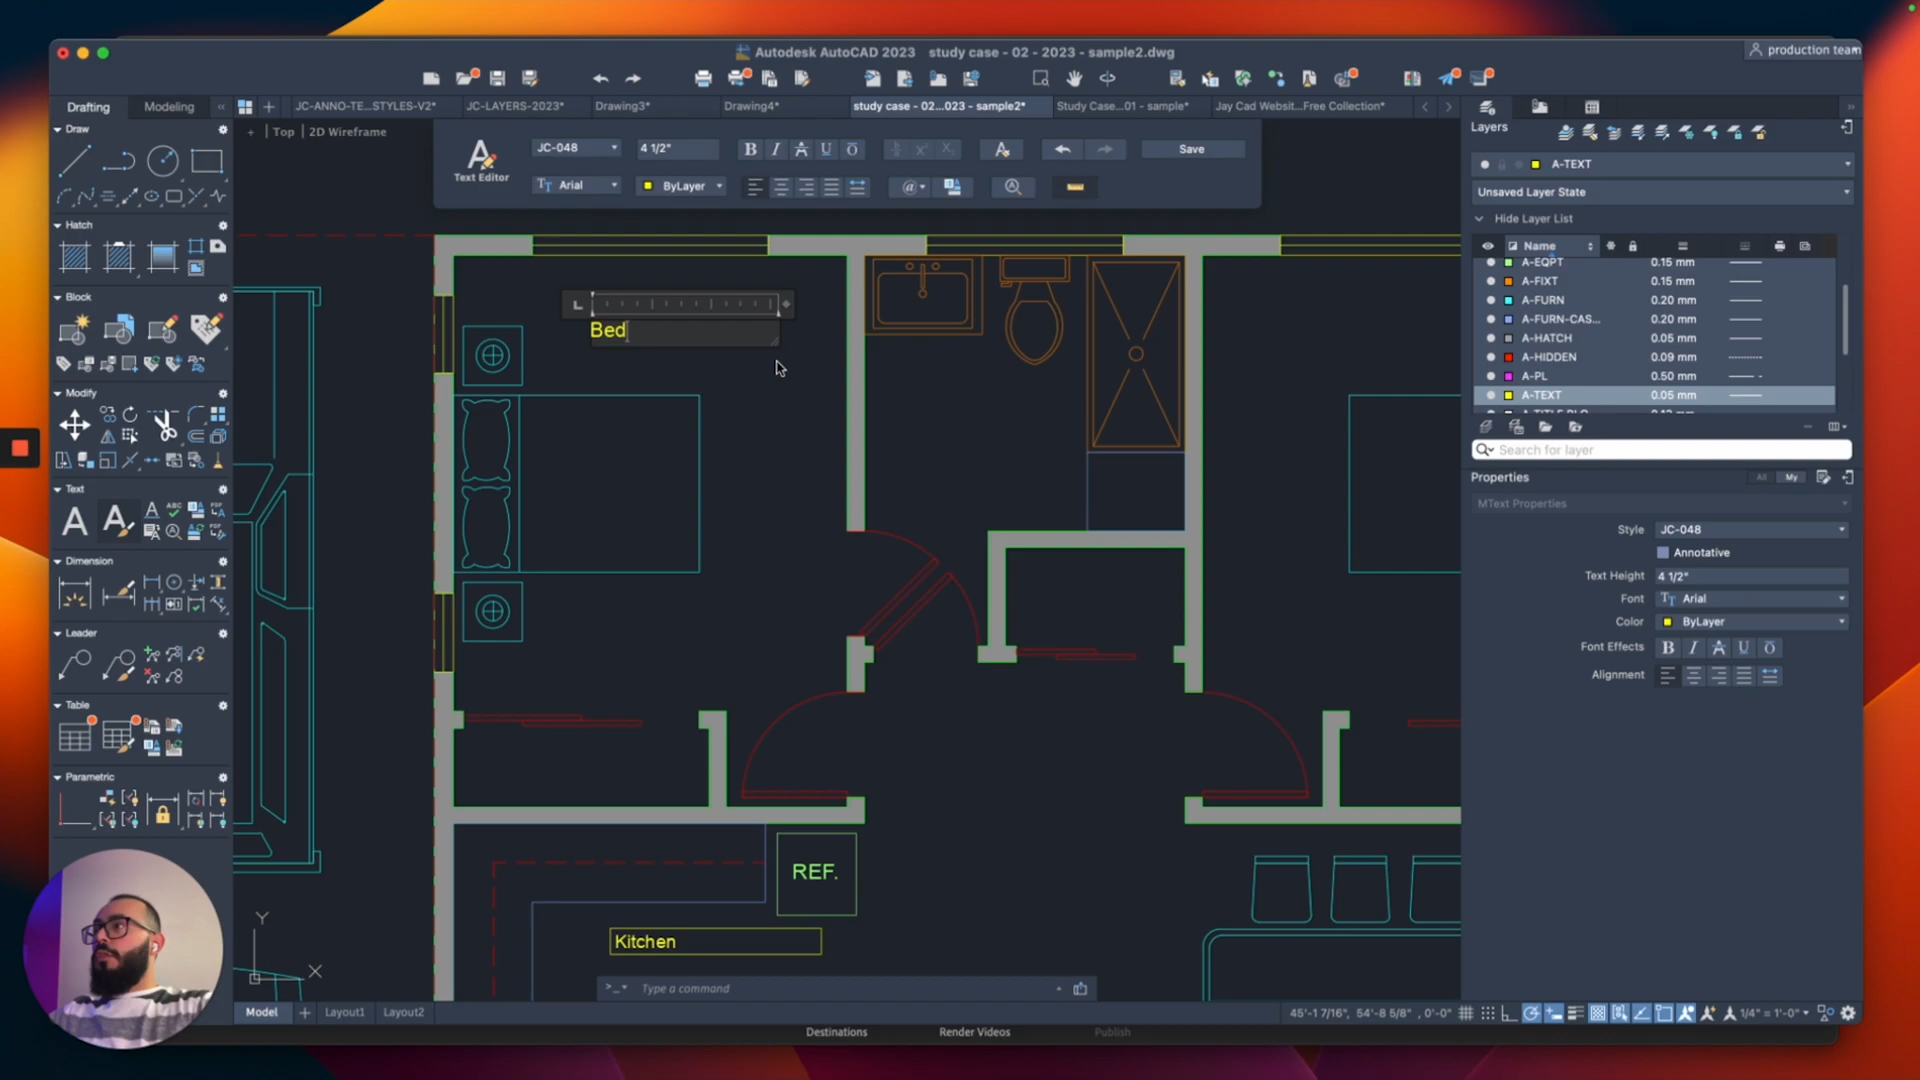 Autodesk AutoCAD 2023 study case - 02 - 2023 - sample2.dwg
production team
Drafting Modeling
JC-ANNO-TE...STYLES-V2*
JC-LAYERS-2023*
Drawing3*
Drawing4*
study case - 02...023 - sample2*
Study Case...01 - sample*
Jay Cad Websit...Free Collection*
Top | 2D Wireframe
Draw
Hatch
Block
Modify
Text
Dimension
Leader
Table
Parametric
Text Editor
JC-048
4 1/2"
Arial
ByLayer
Save
Bed
REF.
Kitchen
Type a command
Layers
A-TEXT
Unsaved Layer State
Hide Layer List
Name
A-EQPT 0.15 mm
A-FIXT 0.15 mm
A-FURN 0.20 mm
A-FURN-CAS... 0.20 mm
A-HATCH 0.05 mm
A-HIDDEN 0.09 mm
A-PL 0.50 mm
A-TEXT 0.05 mm
Search for layer
Properties
All My
MText Properties
Style JC-048
Annotative
Text Height 4 1/2"
Font Arial
Color ByLayer
Font Effects
Alignment
Y
X
Model
Layout1
Layout2
45'-1 7/16", 54'-8 5/8", 0'-0"
1/4" = 1'-0"
Destinations
Render Videos
Publish